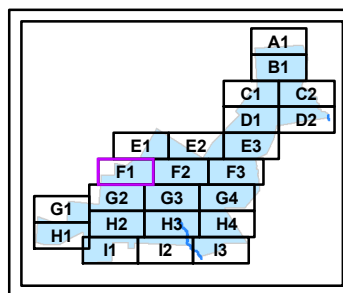 A1
B1
C1 C2
D1 D2
E1 E2 E3
F1 F2 F3
G1 G2 G3 G4
H1 H2 H3 H4
I1 I2 I3